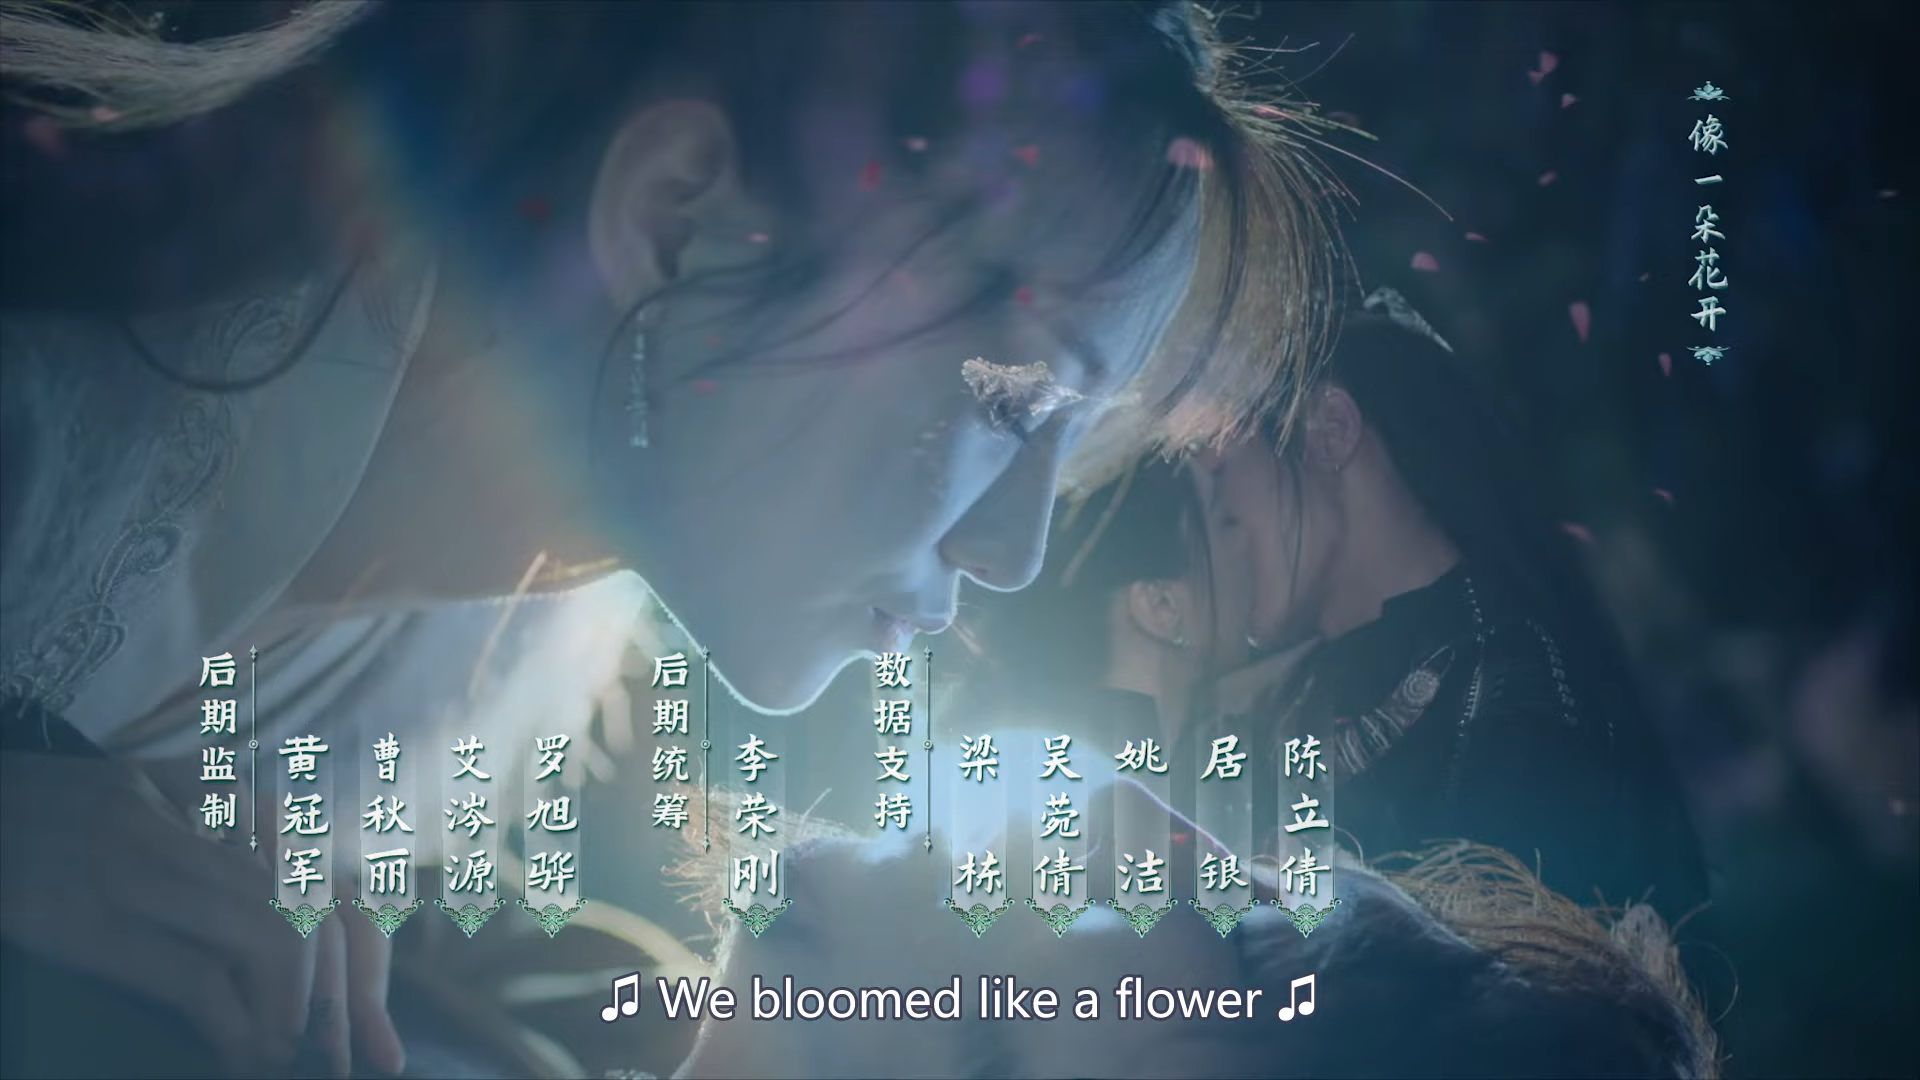 像一朵花开
后期监制
黄冠军
曹秋丽
艾涔源
罗旭骅
后期统筹
李荣刚
数据支持
梁栋
吴菀倩
姚洁
居银
陈立倩
♫ We bloomed like a flower ♫